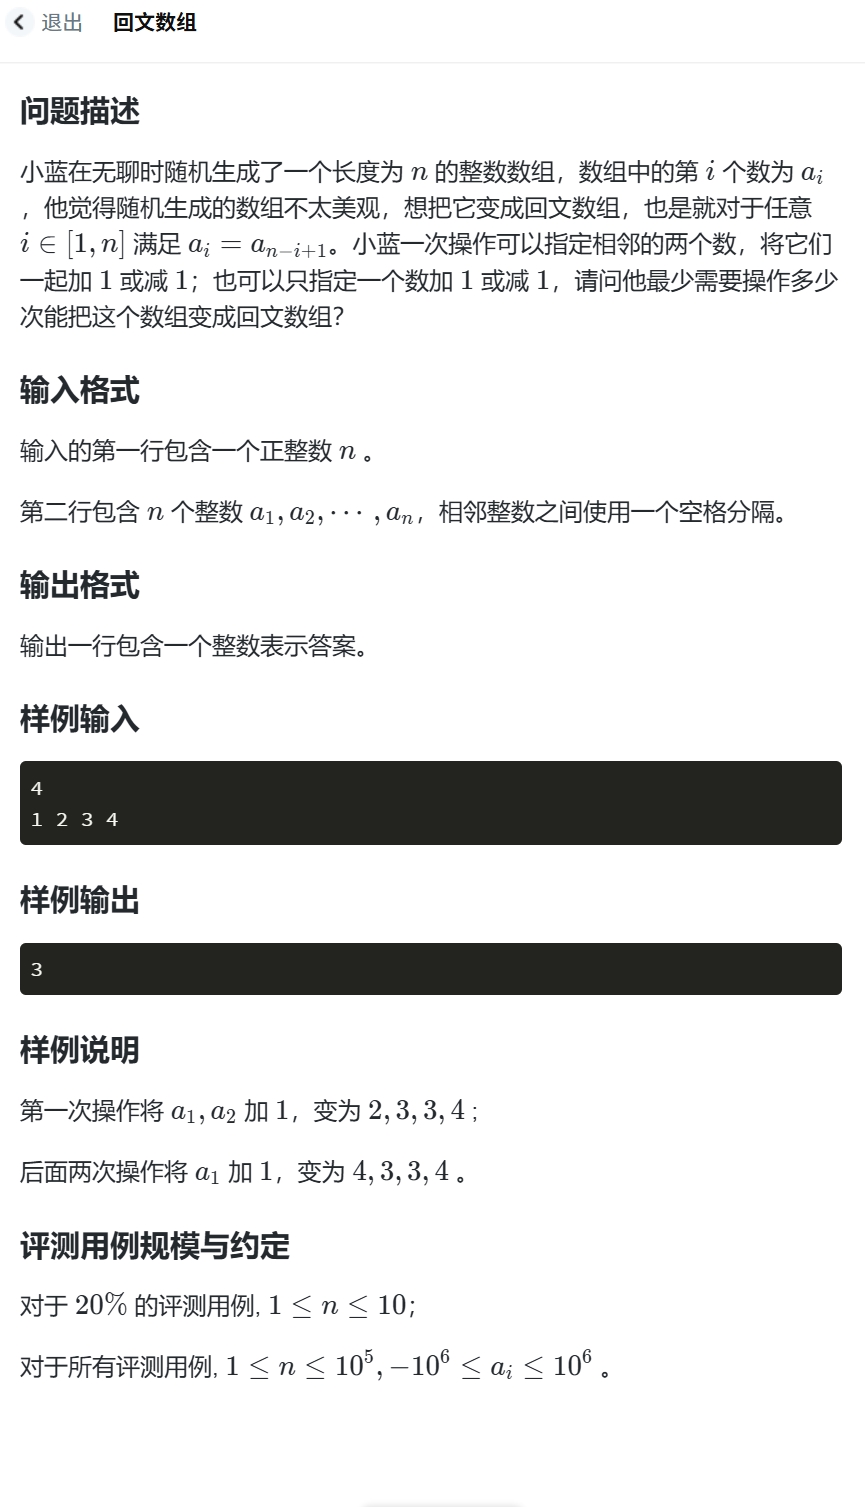 退出 回文数组
问题描述
小蓝在无聊时随机生成了一个长度为 n 的整数数组，数组中的第 i 个数为 a_i
，他觉得随机生成的数组不太美观，想把它变成回文数组，也是就对于任意
i ∈ [1, n] 满足 a_i = a_{n−i+1}。小蓝一次操作可以指定相邻的两个数，将它们
一起加 1 或减 1；也可以只指定一个数加 1 或减 1，请问他最少需要操作多少
次能把这个数组变成回文数组？
输入格式
输入的第一行包含一个正整数 n 。
第二行包含 n 个整数 a_1, a_2, ⋯ , a_n，相邻整数之间使用一个空格分隔。
输出格式
输出一行包含一个整数表示答案。
样例输入
4
1 2 3 4
样例输出
3
样例说明
第一次操作将 a_1, a_2 加 1，变为 2, 3, 3, 4 ;
后面两次操作将 a_1 加 1，变为 4, 3, 3, 4 。
评测用例规模与约定
对于 20% 的评测用例, 1 ≤ n ≤ 10；
对于所有评测用例, 1 ≤ n ≤ 10^5, −10^6 ≤ a_i ≤ 10^6 。